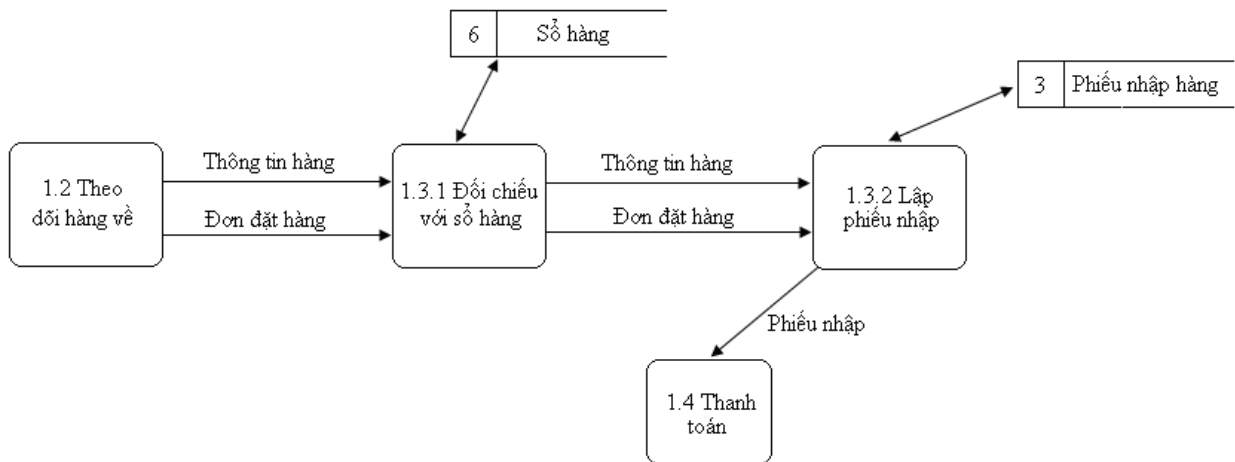 6 Sổ hàng
3 Phiếu nhập hàng
Thông tin hàng
Thông tin hàng
1.2 Theo
dõi hàng về
1.3.1 Đối chiếu
với sổ hàng
1.3.2 Lập
phiếu nhập
Đơn đặt hàng
Đơn đặt hàng
Phiếu nhập
1.4 Thanh
toán